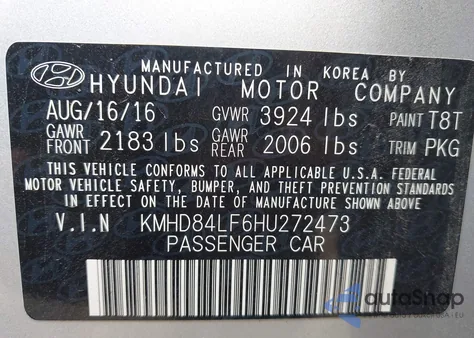 MANUFACTURED IN KOREA BY
HYUNDAI MOTOR COMPANY
AUG/16/16 GVWR 3924 lbs PAINT T8T
GAWR FRONT 2183 lbs GAWR REAR 2006 lbs TRIM PKG
THIS VEHICLE CONFORMS TO ALL APPLICABLE U.S.A. FEDERAL
MOTOR VEHICLE SAFETY, BUMPER, AND THEFT PREVENTION STANDARDS
IN EFFECT ON THE DATE OF MANUFACTURE SHOWN ABOVE.
V.I.N KMHD84LF6HU272473
PASSENGER CAR
autoSnap